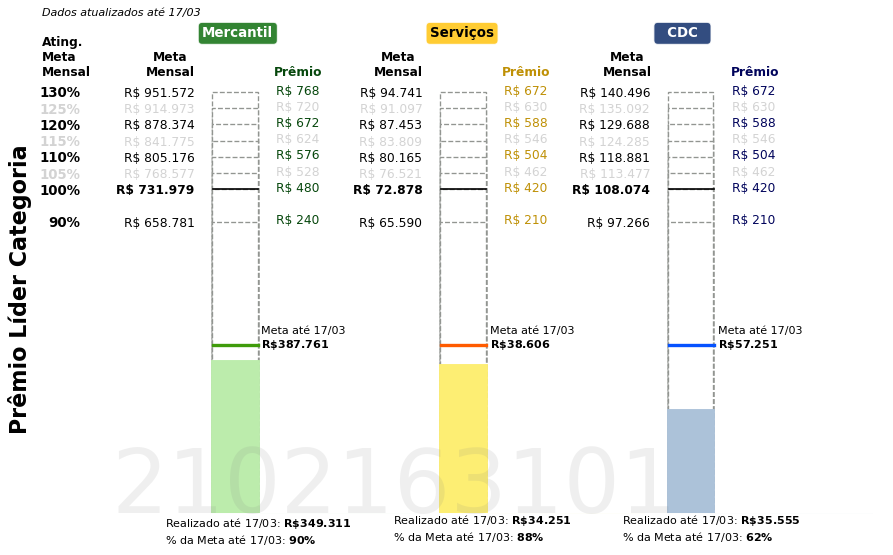 Dados atualizados até 17/03
Mercantil
Serviços
CDC
Ating.
Meta
Mensal
Meta
Mensal
Prêmio
Meta
Mensal
Prêmio
Meta
Mensal
Prêmio
130% R$ 951.572 R$ 768 R$ 94.741 R$ 672 R$ 140.496 R$ 672
125% R$ 914.973 R$ 720 R$ 91.097 R$ 630 R$ 135.092 R$ 630
120% R$ 878.374 R$ 672 R$ 87.453 R$ 588 R$ 129.688 R$ 588
115% R$ 841.775 R$ 624 R$ 83.809 R$ 546 R$ 124.285 R$ 546
110% R$ 805.176 R$ 576 R$ 80.165 R$ 504 R$ 118.881 R$ 504
105% R$ 768.577 R$ 528 R$ 76.521 R$ 462 R$ 113.477 R$ 462
100% R$ 731.979 R$ 480 R$ 72.878 R$ 420 R$ 108.074 R$ 420
90% R$ 658.781 R$ 240 R$ 65.590 R$ 210 R$ 97.266 R$ 210
Prêmio Líder Categoria
Meta até 17/03
R$387.761
Meta até 17/03
R$38.606
Meta até 17/03
R$57.251
2102163101
Realizado até 17/03: R$349.311
% da Meta até 17/03: 90%
Realizado até 17/03: R$34.251
% da Meta até 17/03: 88%
Realizado até 17/03: R$35.555
% da Meta até 17/03: 62%